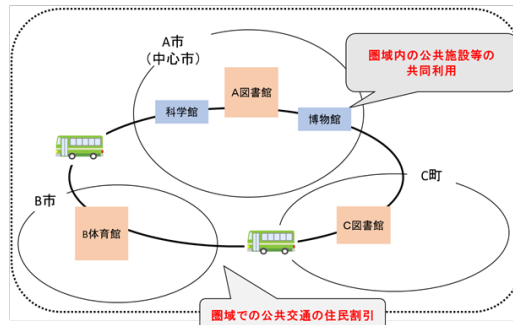 A市
（中心市）
圏域内の公共施設等の
共同利用
A図書館
科学館
博物館
C町
B市
B体育館
C図書館
圏域での公共交通の住民割引